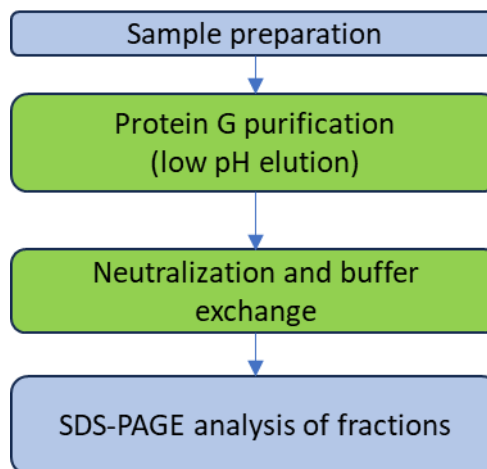 Sample preparation
Protein G purification
(low pH elution)
Neutralization and buffer
exchange
SDS-PAGE analysis of fractions